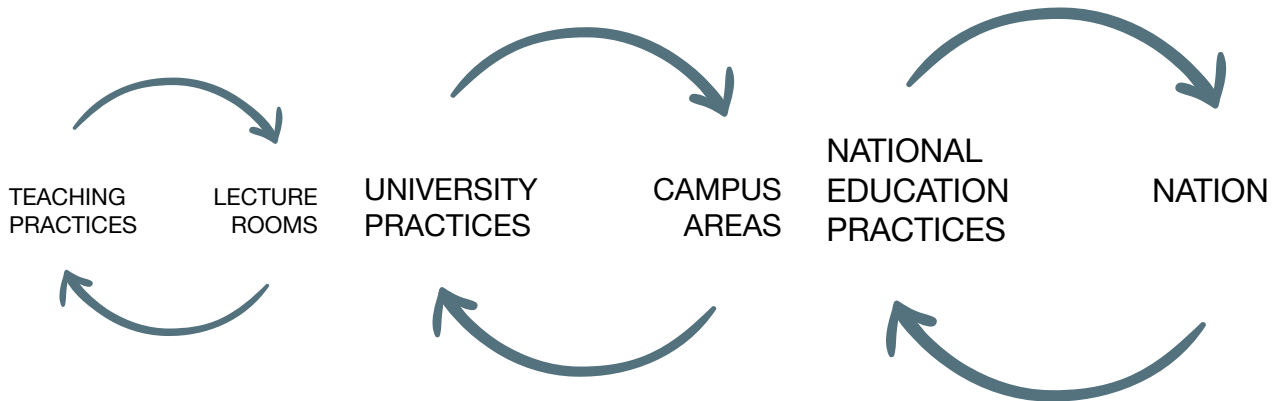 TEACHING
PRACTICES
LECTURE
ROOMS
UNIVERSITY
PRACTICES
CAMPUS
AREAS
NATIONAL
EDUCATION
PRACTICES
NATION